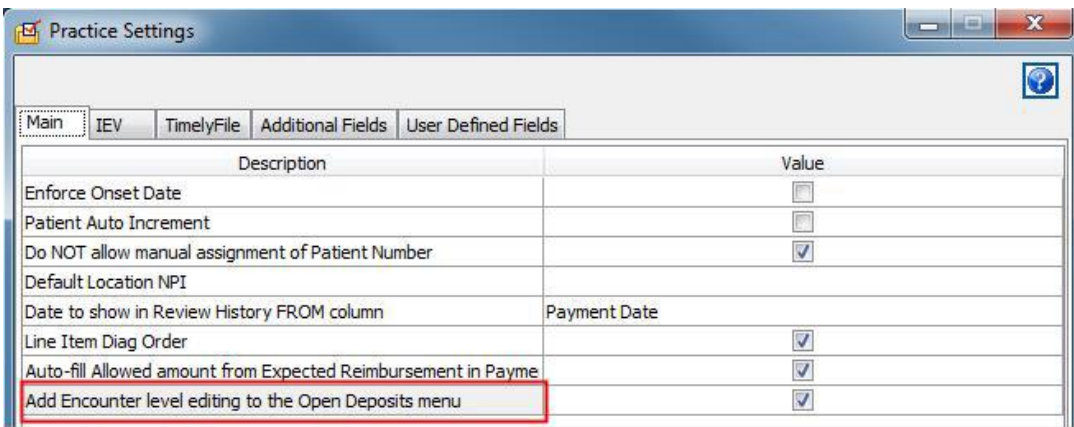 Practice Settings
Main IEV TimelyFile Additional Fields User Defined Fields
Description Value
Enforce Onset Date
Patient Auto Increment
Do NOT allow manual assignment of Patient Number
Default Location NPI
Date to show in Review History FROM column Payment Date
Line Item Diag Order
Auto-fill Allowed amount from Expected Reimbursement in Payme
Add Encounter level editing to the Open Deposits menu